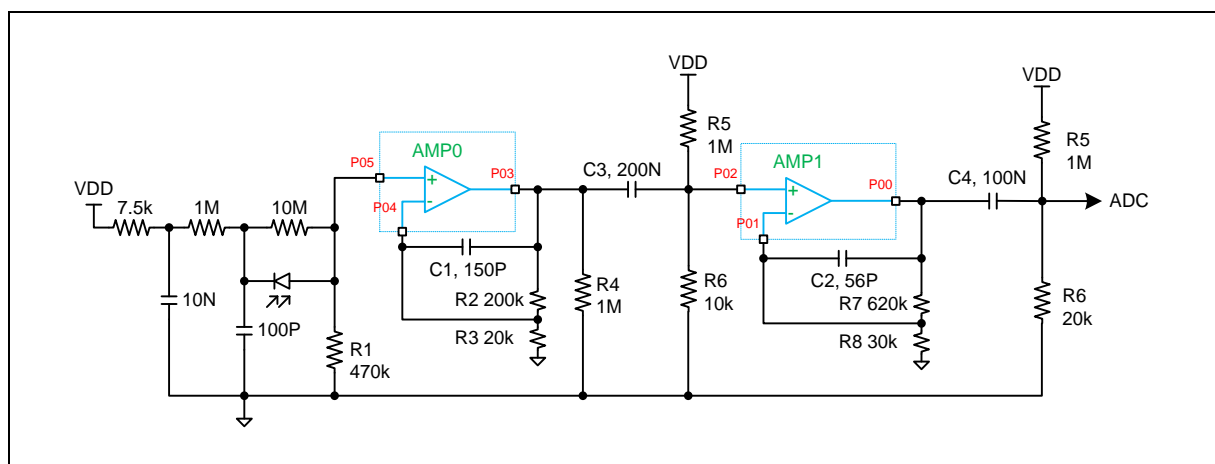 VDD
7.5k
1M
10M
10N
100P
R1
470k
P05
AMP0
P03
P04
+
-
C1, 150P
R2 200k
R3 20k
R4
1M
C3, 200N
VDD
R5
1M
R6
10k
P02
AMP1
P00
P01
+
-
C2, 56P
R7 620k
R8 30k
C4, 100N
VDD
R5
1M
ADC
R6
20k